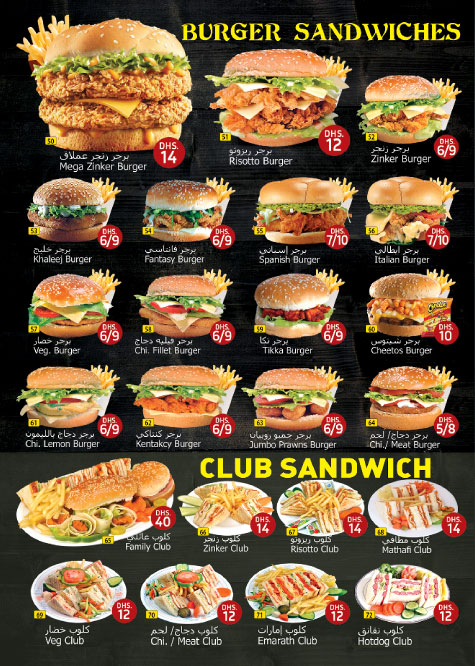 BURGER SANDWICHES
50
DHS. 14
برجر زنجر عملاق
Mega Zinker Burger
51
DHS. 12
برجر ريزوتو
Risotto Burger
52
DHS. 6/9
برجر زنجر
Zinker Burger
53
DHS. 6/9
برجر خليج
Khaleej Burger
54
DHS. 6/9
برجر فانتاسي
Fantasy Burger
55
DHS. 7/10
برجر إسباني
Spanish Burger
56
DHS. 7/10
برجر إيطالي
Italian Burger
57
DHS. 6/9
برجر خضار
Veg. Burger
58
DHS. 6/9
برجر فيليه دجاج
Chi. Fillet Burger
59
DHS. 6/9
برجر تكا
Tikka Burger
60
DHS. 10
برجر شيتوس
Cheetos Burger
61
DHS. 6/9
برجر دجاج بالليمون
Chi. Lemon Burger
62
DHS. 6/9
برجر كنتاكي
Kentakcy Burger
63
DHS. 6/9
برجر جمبو روبيان
Jumbo Prawns Burger
64
DHS. 5/8
برجر دجاج/ لحم
Chi./ Meat Burger
CLUB SANDWICH
65
DHS. 40
كلوب عائلي
Family Club
66
DHS. 14
كلوب زنجر
Zinker Club
67
DHS. 14
كلوب ريزوتو
Risotto Club
68
DHS. 14
كلوب مطافي
Mathafi Club
69
DHS. 12
كلوب خضار
Veg Club
70
DHS. 12
كلوب دجاج/ لحم
Chi. / Meat Club
71
DHS. 12
كلوب إمارات
Emarath Club
72
DHS. 12
كلوب نقانق
Hotdog Club